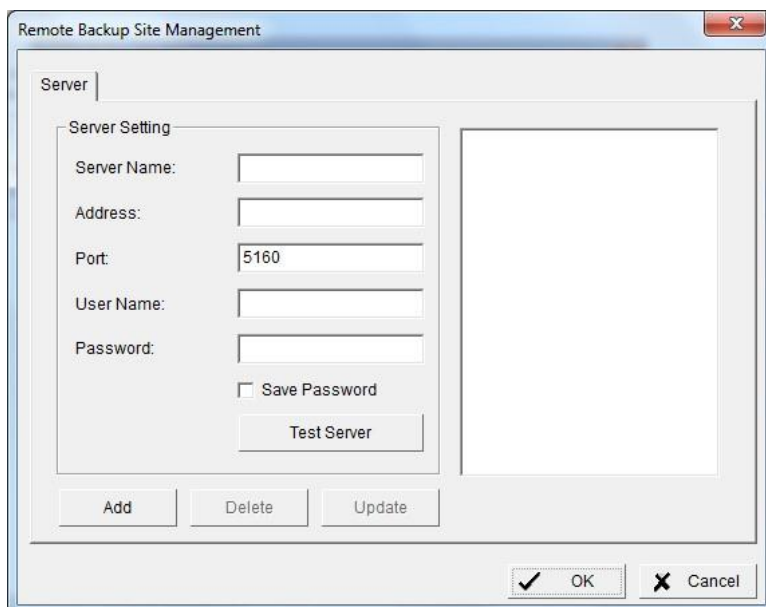 Remote Backup Site Management
Server
Server Setting
Server Name:
Address:
Port: 5160
User Name:
Password:
Save Password
Test Server
Add Delete Update
OK Cancel